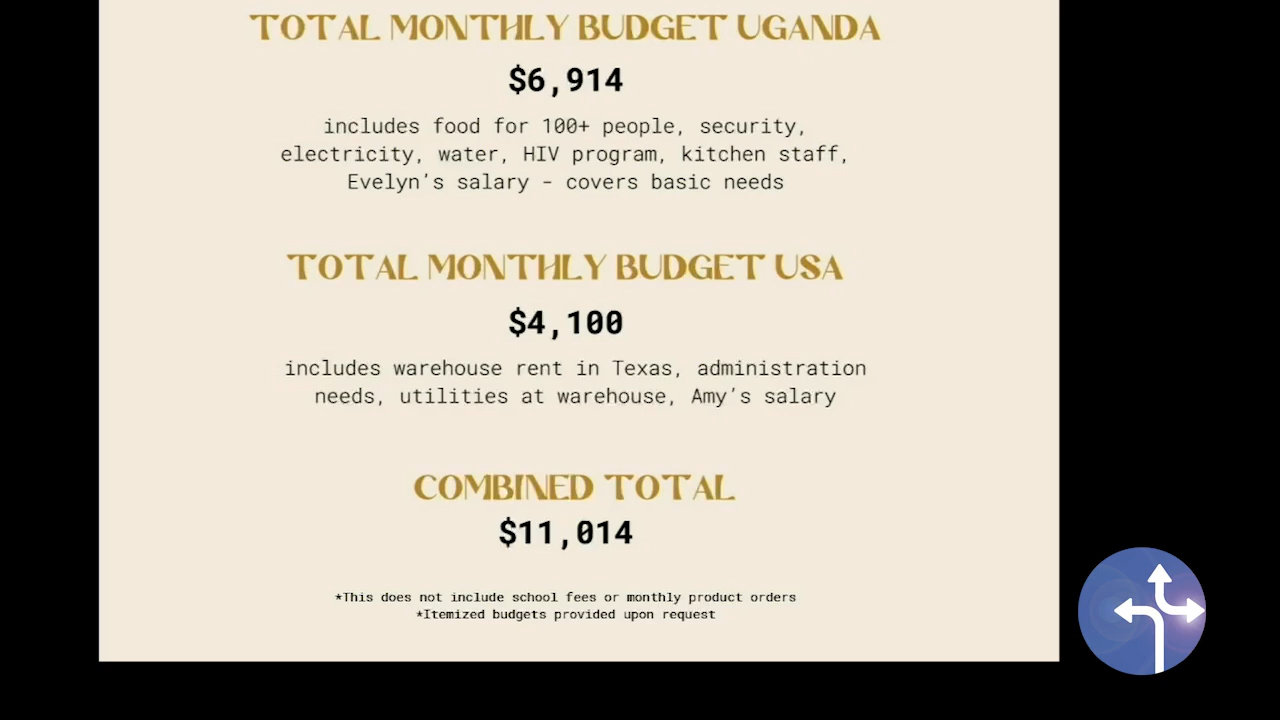 TOTAL MONTHLY BUDGET UGANDA
$6,914
includes food for 100+ people, security,
electricity, water, HIV program, kitchen staff,
Evelyn's salary - covers basic needs
TOTAL MONTHLY BUDGET USA
$4,100
includes warehouse rent in Texas, administration
needs, utilities at warehouse, Amy's salary
COMBINED TOTAL
$11,014
*This does not include school fees or monthly product orders
*Itemized budgets provided upon request